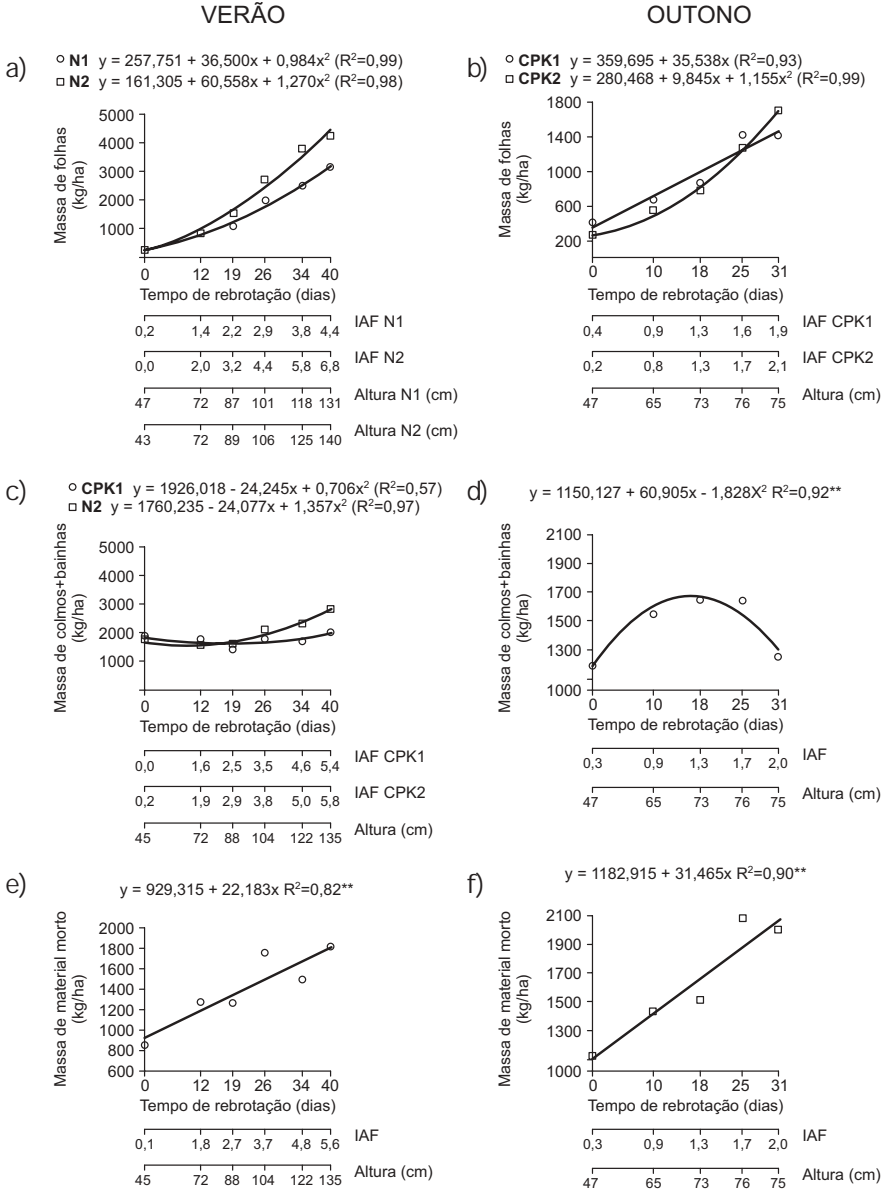 VERÃO
OUTONO
a)
N1 y = 257,751 + 36,500x + 0,984x² (R²=0,99)
N2 y = 161,305 + 60,558x + 1,270x² (R²=0,98)
Massa de folhas
(kg/ha)
5000
4000
3000
2000
1000
0 12 19 26 34 40
Tempo de rebrotação (dias)
0,2 1,4 2,2 2,9 3,8 4,4 IAF N1
0,0 2,0 3,2 4,4 5,8 6,8 IAF N2
47 72 87 101 118 131 Altura N1 (cm)
43 72 89 106 125 140 Altura N2 (cm)
b)
CPK1 y = 359,695 + 35,538x (R²=0,93)
CPK2 y = 280,468 + 9,845x + 1,155x² (R²=0,99)
Massa de folhas
(kg/ha)
1800
1400
1000
600
200
0 10 18 25 31
Tempo de rebrotação (dias)
0,4 0,9 1,3 1,6 1,9 IAF CPK1
0,2 0,8 1,3 1,7 2,1 IAF CPK2
47 65 73 76 75 Altura (cm)
c)
CPK1 y = 1926,018 - 24,245x + 0,706x² (R²=0,57)
N2 y = 1760,235 - 24,077x + 1,357x² (R²=0,97)
Massa de colmos+bainhas
(kg/ha)
5000
4000
3000
2000
1000
0 12 19 26 34 40
Tempo de rebrotação (dias)
0,0 1,6 2,5 3,5 4,6 5,4 IAF CPK1
0,2 1,9 2,9 3,8 5,0 5,8 IAF CPK2
45 72 88 104 122 135 Altura (cm)
d)
y = 1150,127 + 60,905x - 1,828X² R²=0,92**
Massa de colmos+bainhas
(kg/ha)
2100
1900
1700
1500
1300
1000
0 10 18 25 31
Tempo de rebrotação (dias)
0,3 0,9 1,3 1,7 2,0 IAF
47 65 73 76 75 Altura (cm)
e)
y = 929,315 + 22,183x R²=0,82**
Massa de material morto
(kg/ha)
2000
1800
1600
1400
1200
1000
800
600
0 12 19 26 34 40
Tempo de rebrotação (dias)
0,1 1,8 2,7 3,7 4,8 5,6 IAF
45 72 88 104 122 135 Altura (cm)
f)
y = 1182,915 + 31,465x R²=0,90**
Massa de material morto
(kg/ha)
2100
1900
1700
1500
1300
1000
0 10 18 25 31
Tempo de rebrotação (dias)
0,3 0,9 1,3 1,7 2,0 IAF
47 65 73 76 75 Altura (cm)